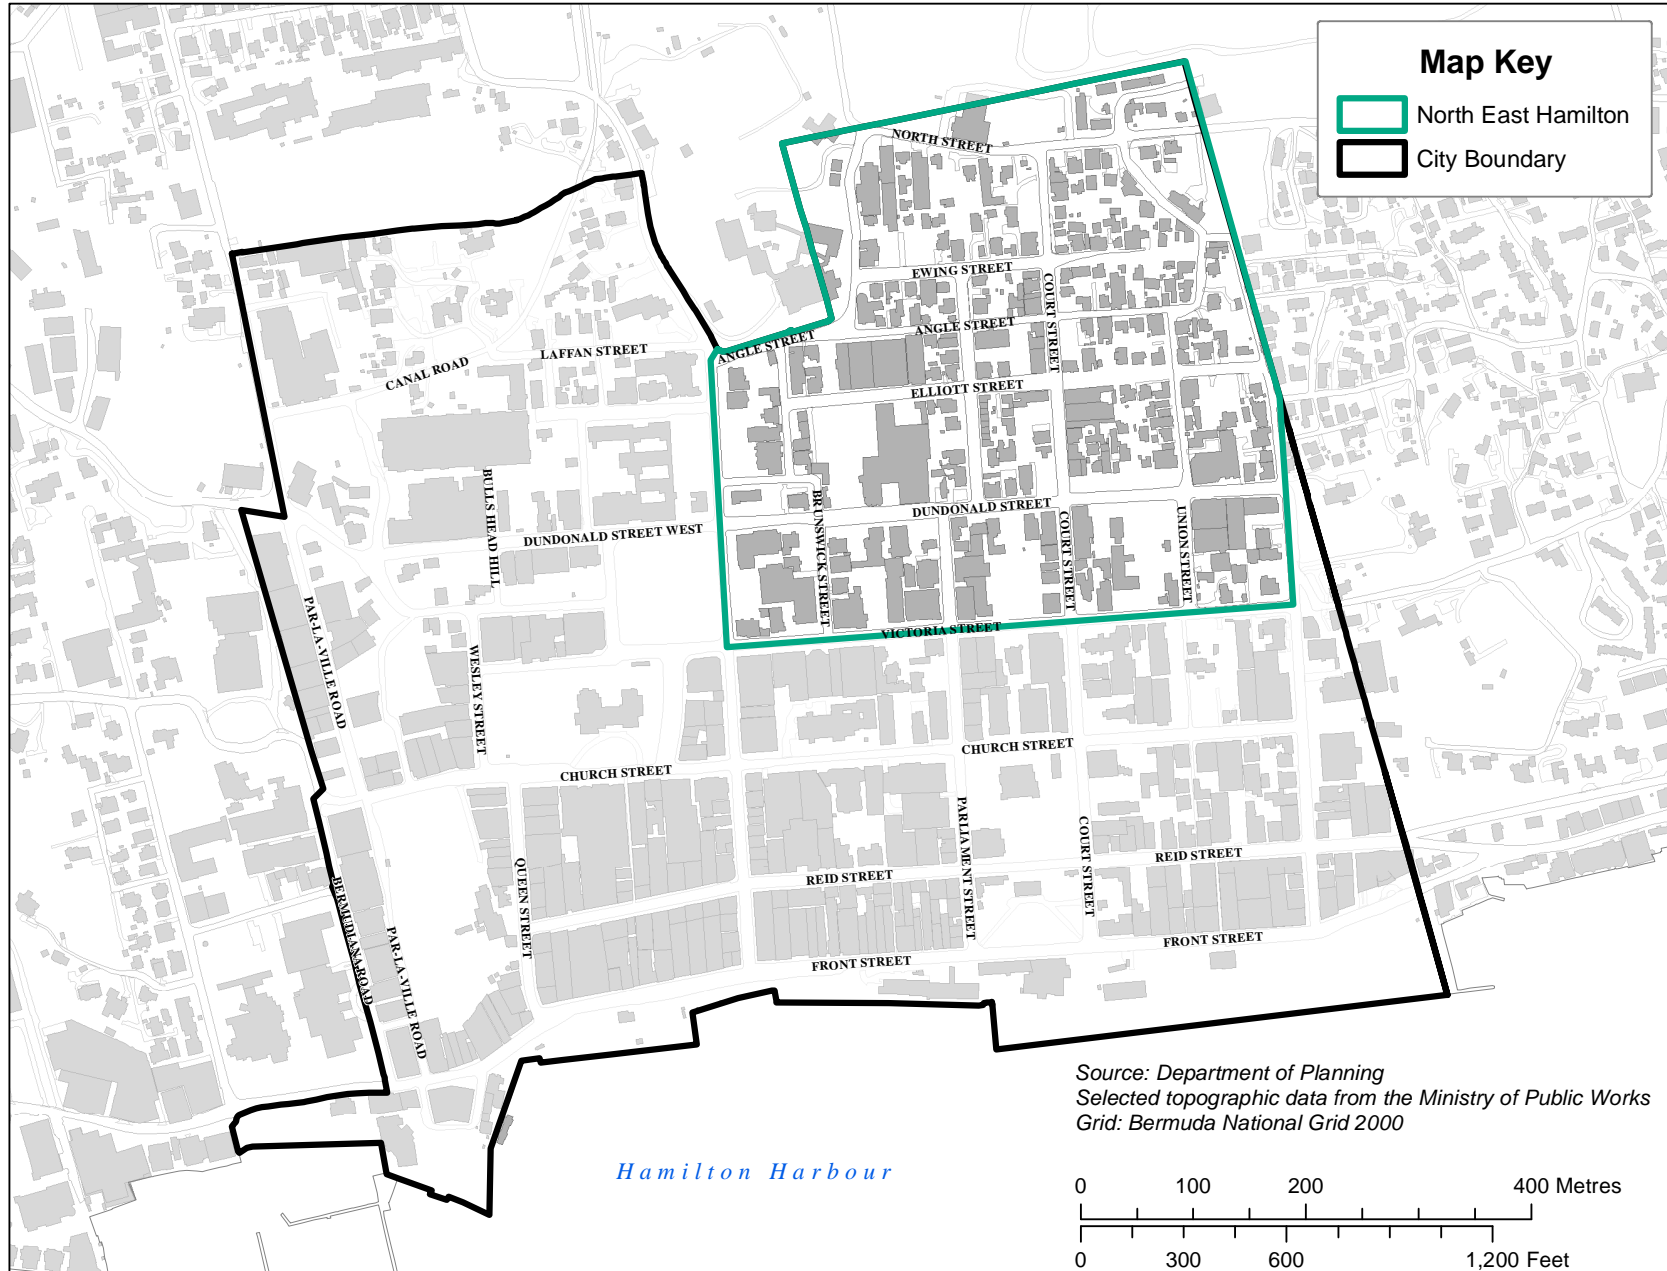 Map Key
North East Hamilton
City Boundary
NORTH STREET
EWING STREET
COURT STREET
ANGLE STREET
ANGLE STREET
LAFFAN STREET
CANAL ROAD
ELLIOTT STREET
BULLS HEAD HILL
BRUNSWICK STREET
DUNDONALD STREET
COURT STREET
UNION STREET
DUNDONALD STREET WEST
PAR-LA-VILLE ROAD
VICTORIA STREET
WESLEY STREET
CHURCH STREET
CHURCH STREET
PARLIAMENT STREET
COURT STREET
QUEEN STREET
REID STREET
REID STREET
BERMUDIANA ROAD
PAR-LA-VILLE ROAD
FRONT STREET
FRONT STREET
Source: Department of Planning
Selected topographic data from the Ministry of Public Works
Grid: Bermuda National Grid 2000
Hamilton Harbour
0 100 200 400 Metres
0 300 600 1,200 Feet